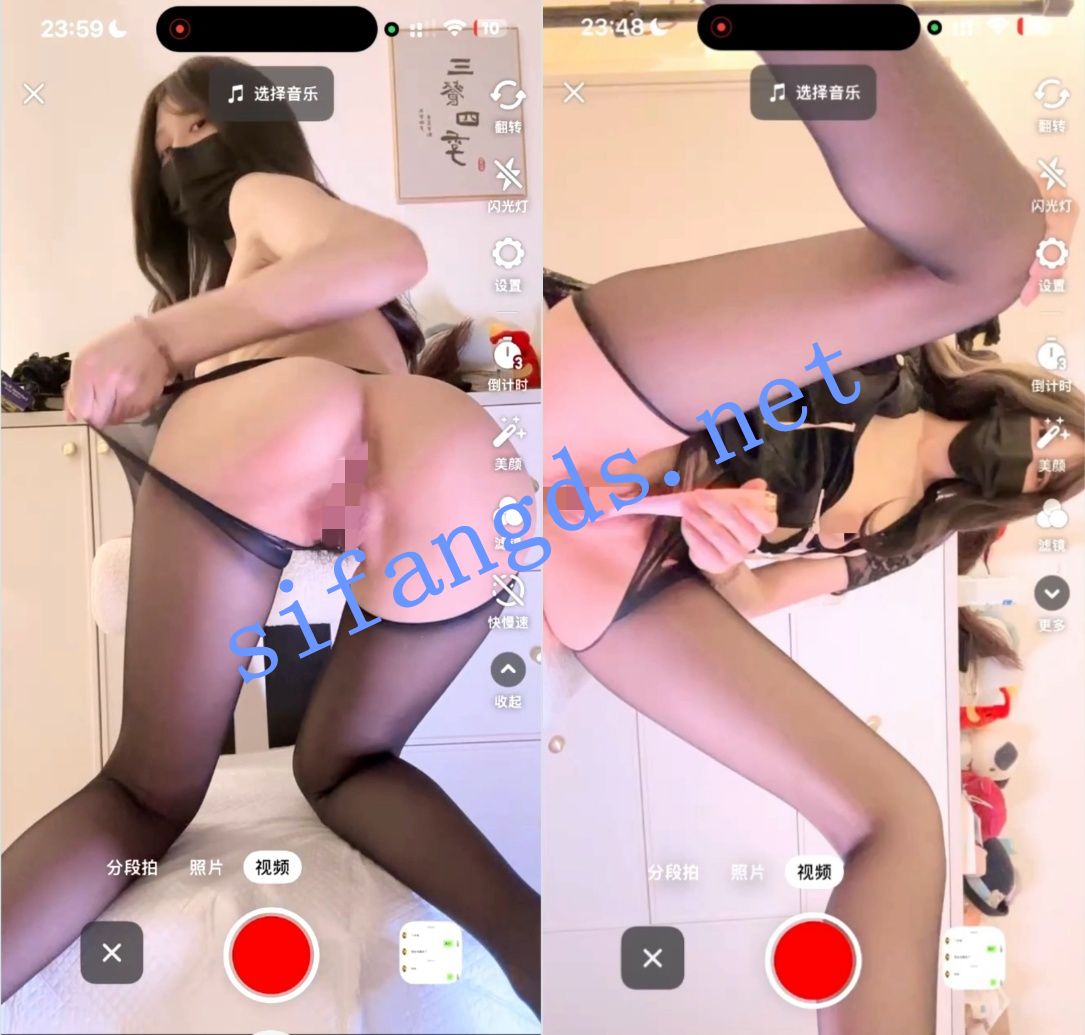 23:59
10
选择音乐
三餐四季
翻转
闪光灯
设置
3
倒计时
美颜
滤镜
快慢速
收起
分段拍
照片
视频
23:48
选择音乐
翻转
闪光灯
设置
3
倒计时
美颜
滤镜
更多
分段拍
照片
视频
sifangds.net